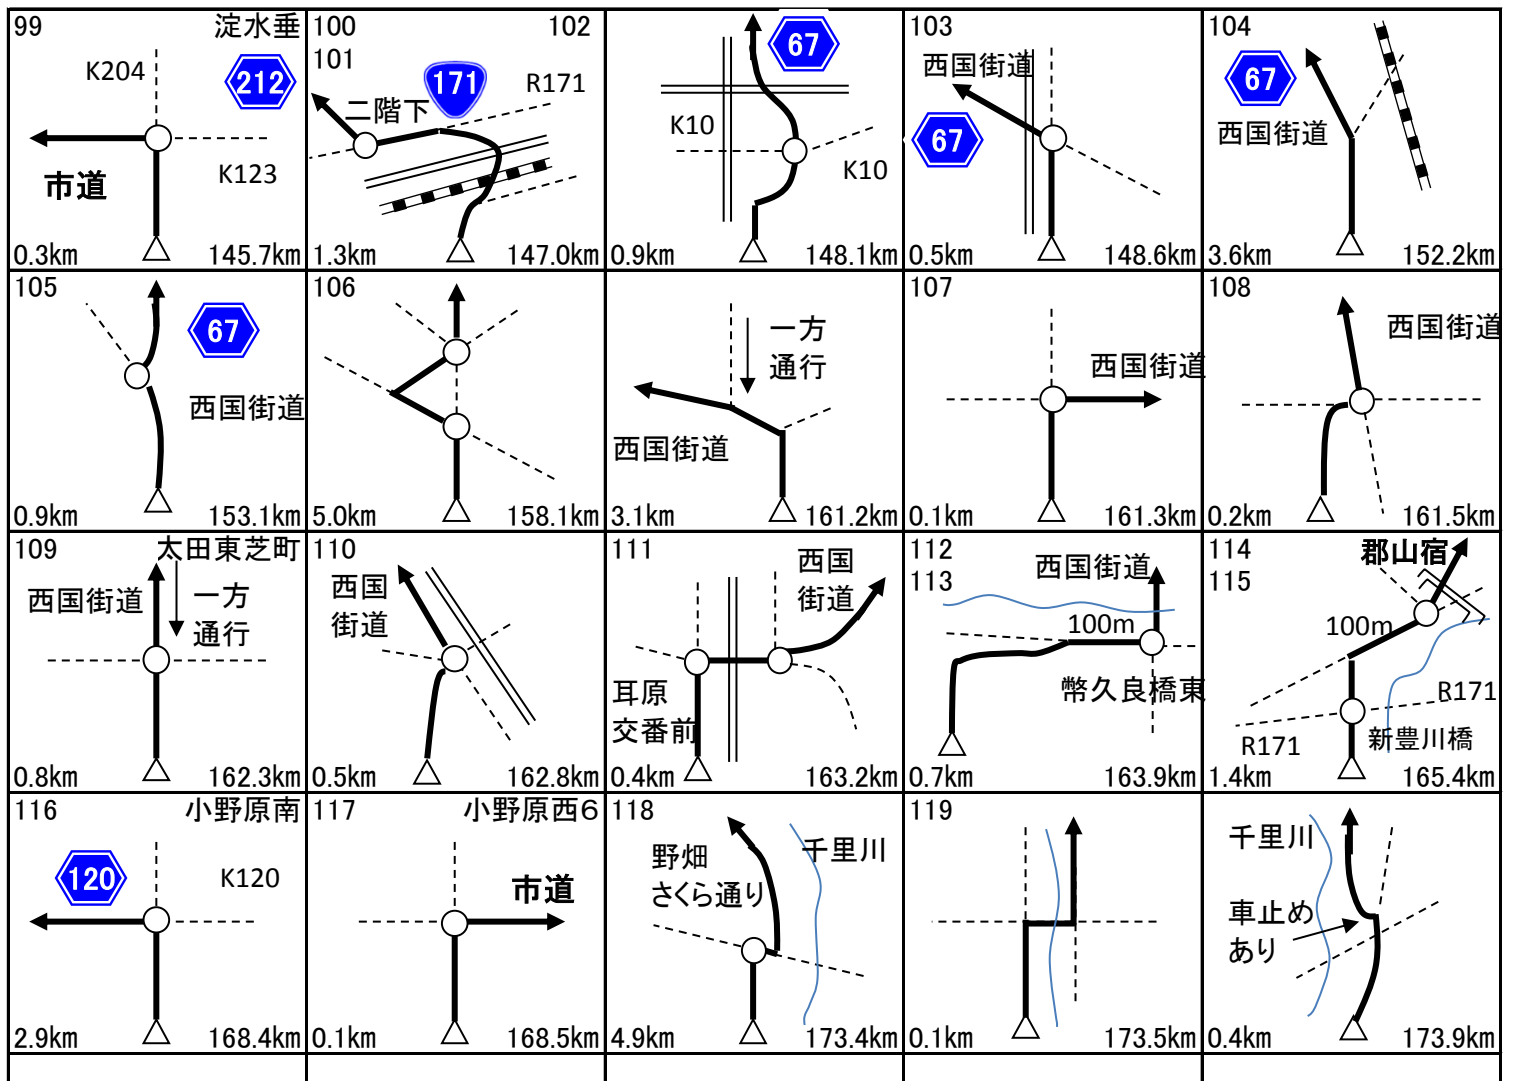 99 淀水垂
K204 212
市道 K123
0.3km 145.7km
100 102
101
二階下 171 R171
1.3km 147.0km
67
K10
K10
0.9km 148.1km
103
西国街道
67
0.5km 148.6km
104
67
西国街道
3.6km 152.2km
105
67
西国街道
0.9km 153.1km
106
5.0km 158.1km
一方
通行
西国街道
3.1km 161.2km
107
西国街道
0.1km 161.3km
108
西国街道
0.2km 161.5km
109 太田東芝町
西国街道 一方
通行
0.8km 162.3km
110
西国
街道
0.5km 162.8km
111 西国
街道
耳原
交番前
0.4km 163.2km
112 西国街道
113
100m
幣久良橋東
0.7km 163.9km
114 郡山宿
115
100m
R171
R171 新豊川橋
1.4km 165.4km
116 小野原南
120 K120
2.9km 168.4km
117 小野原西6
市道
0.1km 168.5km
118
野畑 千里川
さくら通り
4.9km 173.4km
119
0.1km 173.5km
千里川
車止め
あり
0.4km 173.9km